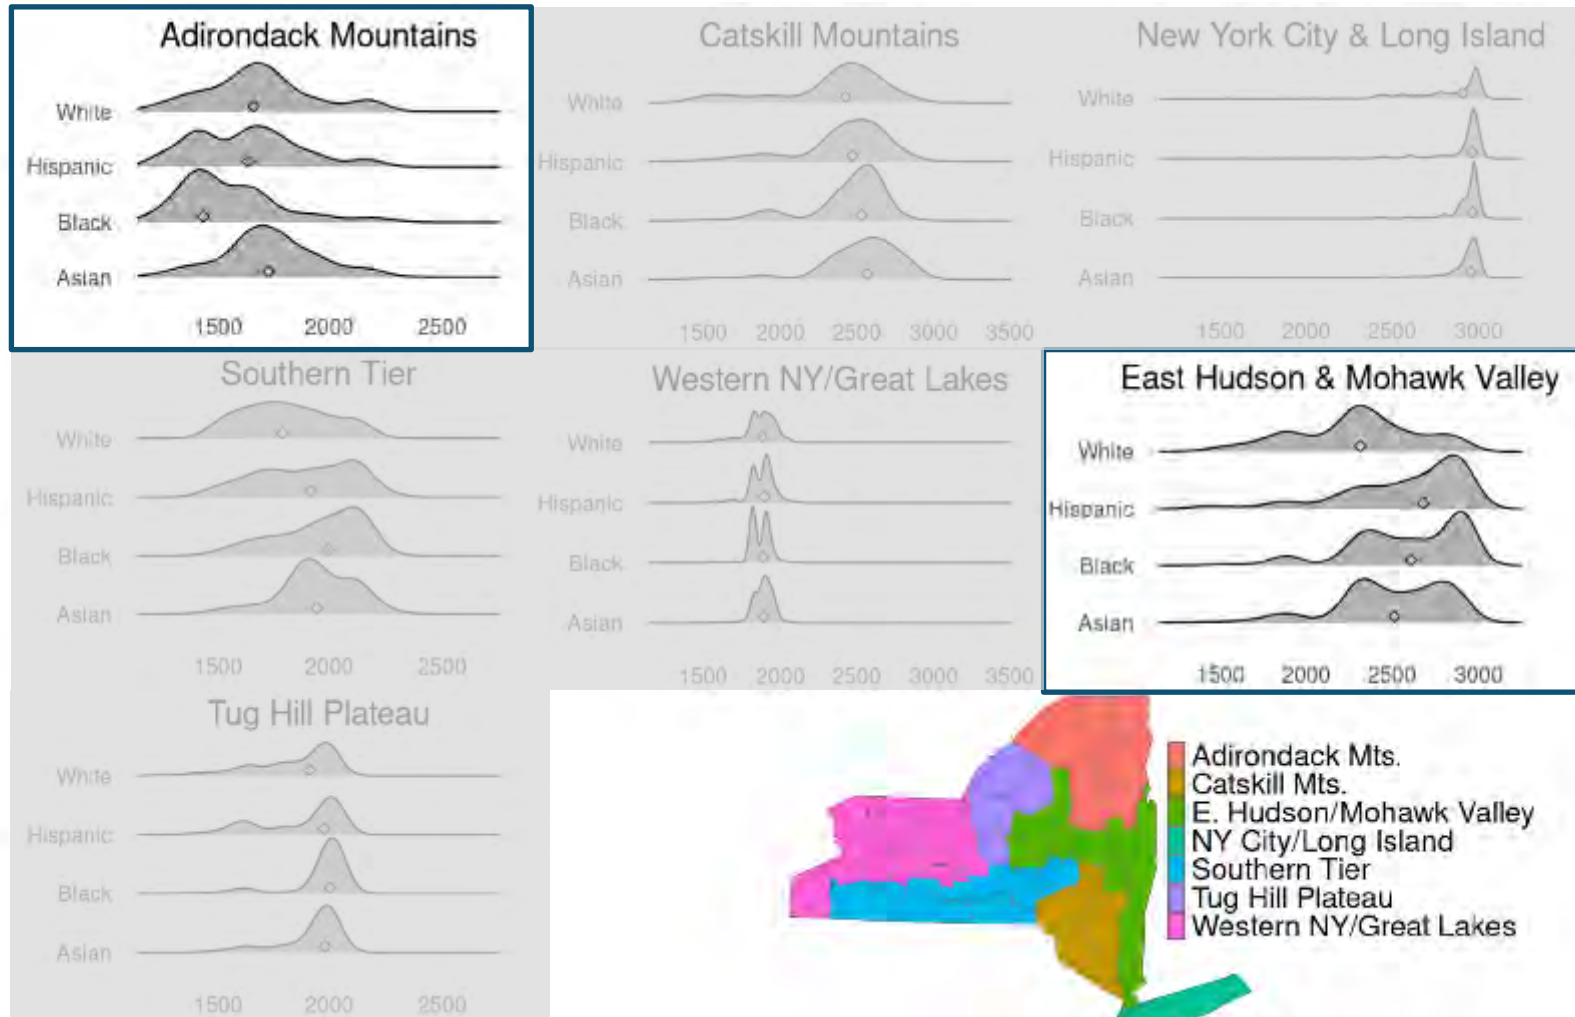 Adirondack Mountains
White
Hispanic
Black
Asian
1500 2000 2500
Catskill Mountains
White
Hispanic
Black
Asian
1500 2000 2500 3000 3500
New York City & Long Island
White
Hispanic
Black
Asian
1500 2000 2500 3000
Southern Tier
White
Hispanic
Black
Asian
1500 2000 2500
Western NY/Great Lakes
White
Hispanic
Black
Asian
1500 2000 2500 3000 3500
East Hudson & Mohawk Valley
White
Hispanic
Black
Asian
1500 2000 2500 3000
Tug Hill Plateau
White
Hispanic
Black
Asian
1500 2000 2500
Adirondack Mts.
Catskill Mts.
E. Hudson/Mohawk Valley
NY City/Long Island
Southern Tier
Tug Hill Plateau
Western NY/Great Lakes